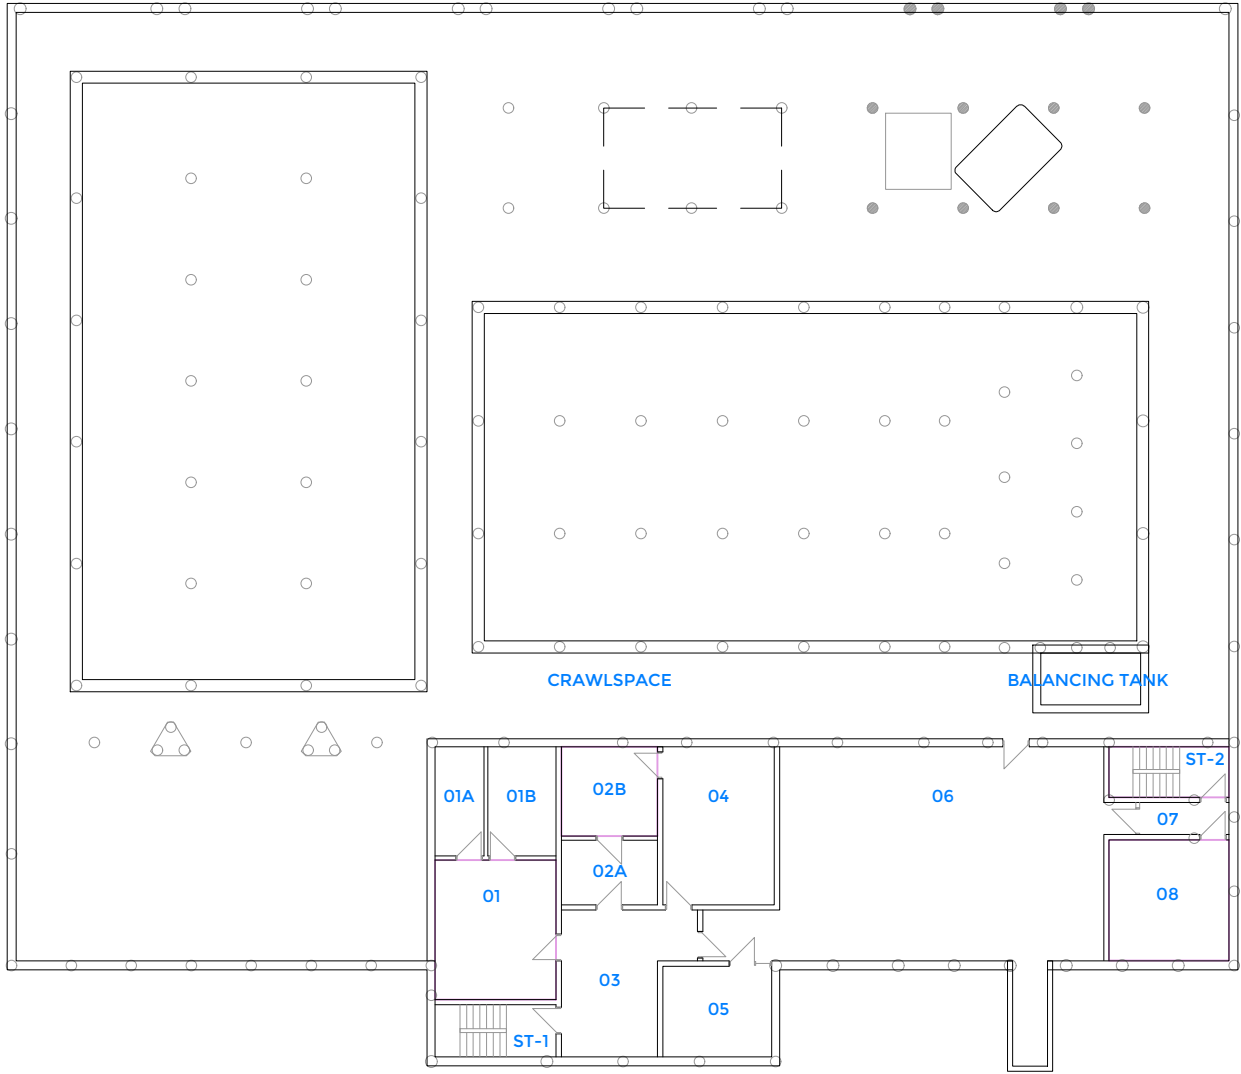 CRAWLSPACE
BALANCING TANK
ST-2
01A
01B
02B
04
06
07
02A
01
08
03
05
ST-1